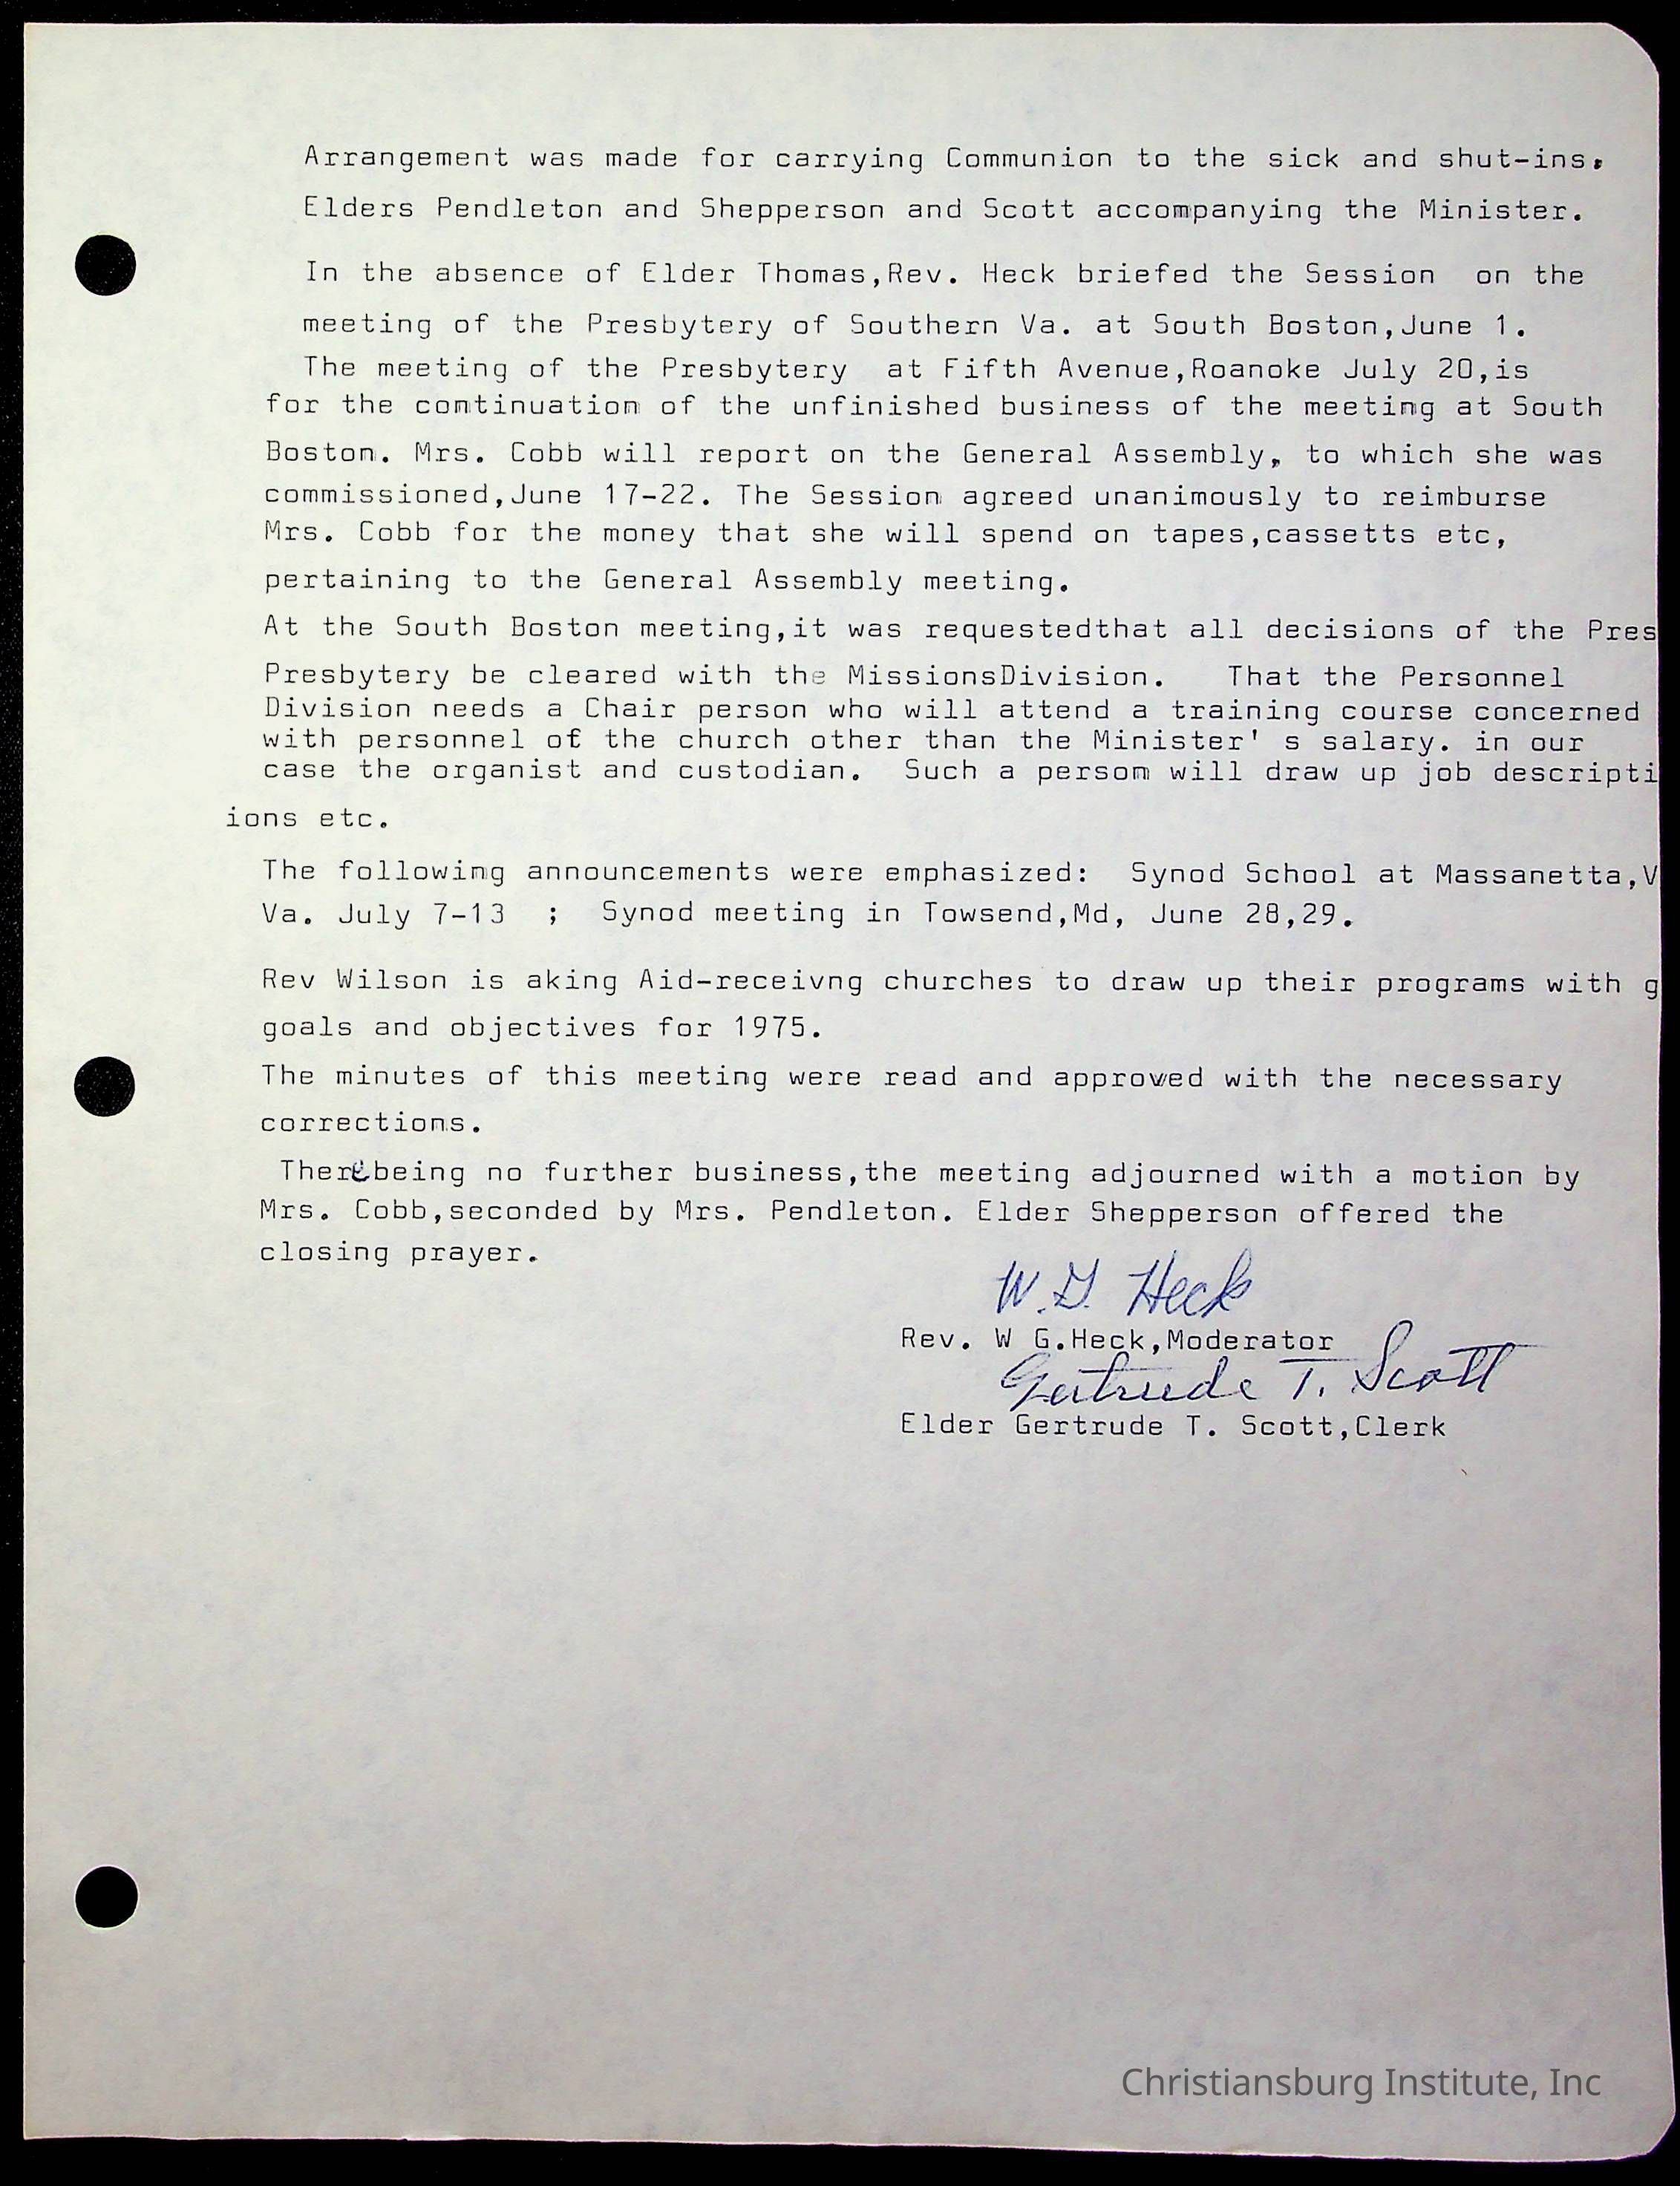 Arrangement was made for carrying Communion to the sick and shut-ins.
Elders Pendleton and Shepperson and Scott accompanying the Minister.
In the absence of Elder Thomas,Rev. Heck briefed the Session on the
meeting of the Presbytery of Southern Va. at South Boston,June 1.
The meeting of the Presbytery at Fifth Avenue,Roanoke July 20,is
for the continuation of the unfinished business of the meeting at South
Boston. Mrs. Cobb will report on the General Assembly, to which she was
commissioned,June 17-22. The Session agreed unanimously to reimburse
Mrs. Cobb for the money that she will spend on tapes,cassetts etc,
pertaining to the General Assembly meeting.
At the South Boston meeting,it was requestedthat all decisions of the Pres
Presbytery be cleared with the MissionsDivision. That the Personnel
Division needs a Chair person who will attend a training course concerned
with personnel of the church other than the Minister' s salary. in our
case the organist and custodian. Such a person will draw up job descripti
ions etc.
The following announcements were emphasized: Synod School at Massanetta,V
Va. July 7-13 ; Synod meeting in Towsend,Md, June 28,29.
Rev Wilson is aking Aid-receivng churches to draw up their programs with g
goals and objectives for 1975.
The minutes of this meeting were read and approved with the necessary
corrections.
Therebeing no further business,the meeting adjourned with a motion by
Mrs. Cobb,seconded by Mrs. Pendleton. Elder Shepperson offered the
closing prayer.
W. G. Heck
Rev. W G.Heck,Moderator
Gertrude T. Scott
Elder Gertrude T. Scott,Clerk
Christiansburg Institute, Inc